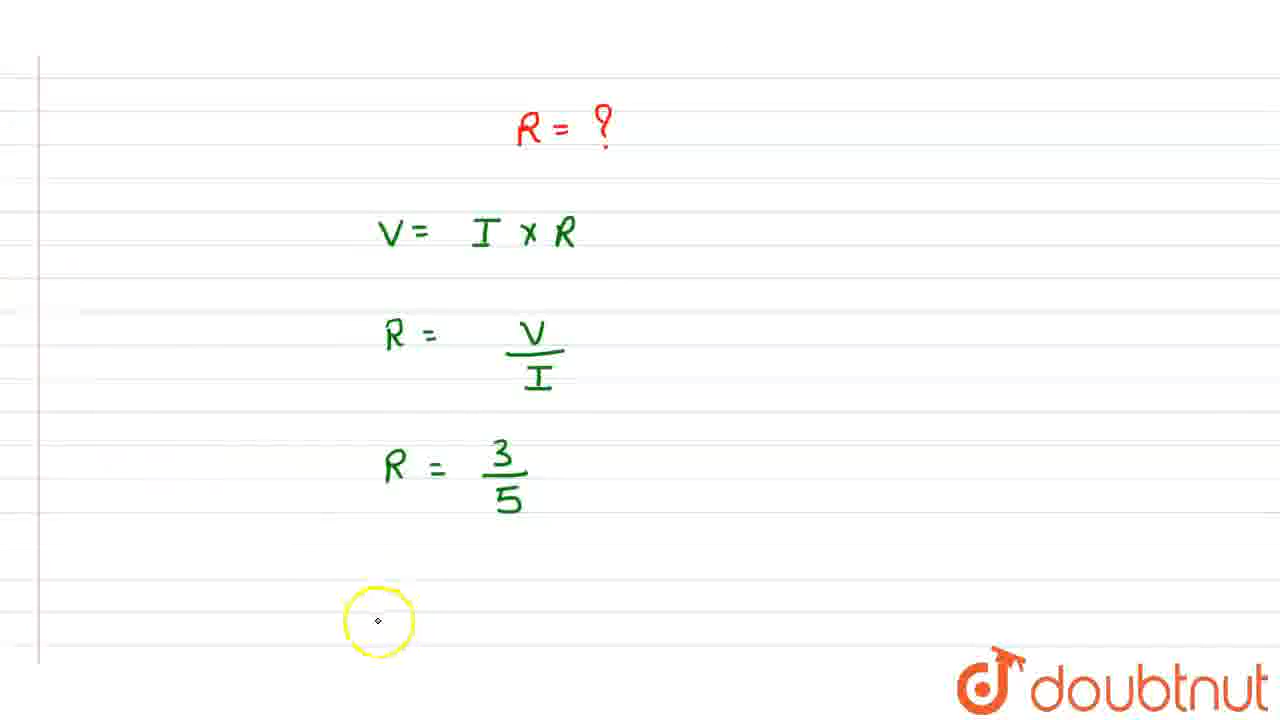 R = ?
V = I × R
R = V/I
R = 3/5
doubtnut